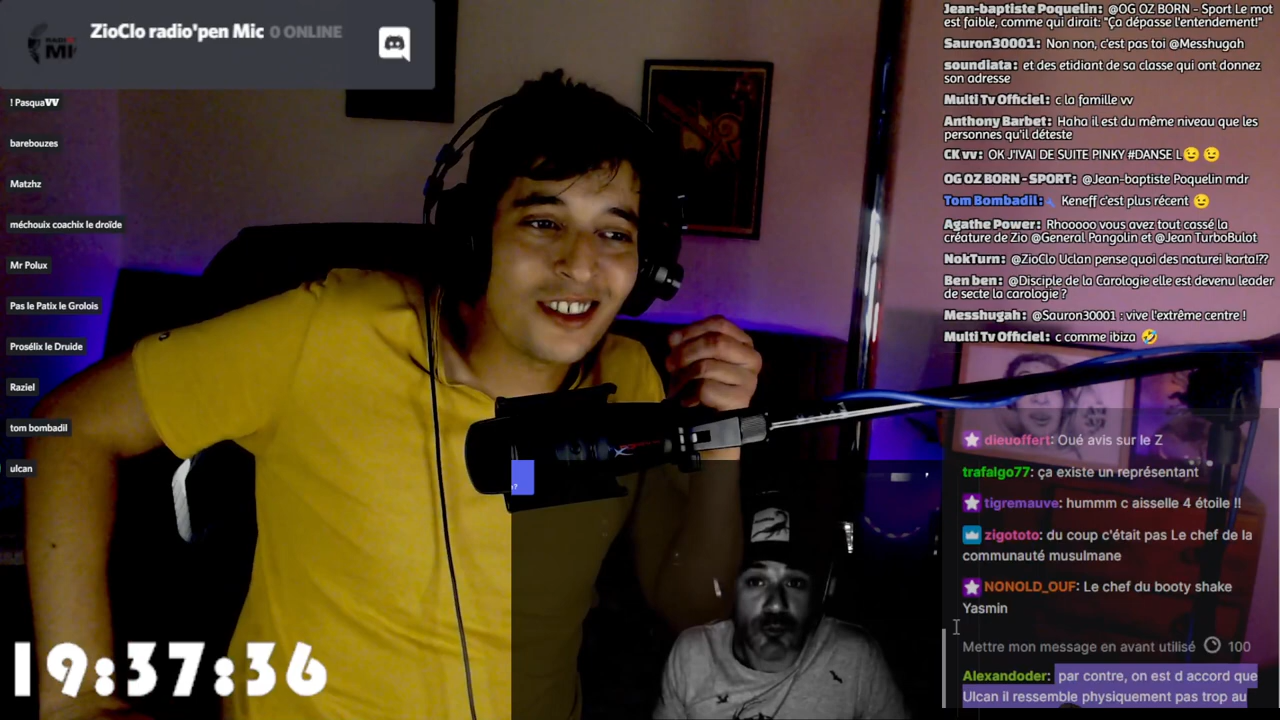 ZioClo radio'pen Mic 0 ONLINE
MI
! PasquaVV
barebouzes
Matzhz
méchouix coachix le droïde
Mr Polux
Pas le Patix le Grolois
Prosélix le Druide
Raziel
tom bombadil
ulcan
19:37:36
Jean-baptiste Poquelin: @OG OZ BORN - Sport Le mot
est faible, comme qui dirait: "Ça dépasse l'entendement!"
Sauron30001: Non non, c'est pas toi @Messhugah
soundiata: et des etidiant de sa classe qui ont donnez
son adresse
Multi Tv Officiel: c la famille vv
Anthony Barbet: Haha il est du même niveau que les
personnes qu'il déteste
CK vv: OK J'IVAI DE SUITE PINKY #DANSE L😉 😉
OG OZ BORN - SPORT: @Jean-baptiste Poquelin mdr
Tom Bombadil: Keneff c'est plus récent 😉
Agathe Power: Rhooooo vous avez tout cassé la
créature de Zio @General Pangolin et @Jean TurboBulot
NokTurn: @ZioClo Uclan pense quoi des naturei karta!??
Ben ben: @Disciple de la Carologie elle est devenu leader
de secte la carologie ?
Messhugah: @Sauron30001 : vive l'extrême centre !
Multi Tv Officiel: c comme ibiza 🤣
dieuoffert: Oué avis sur le Z
trafalgo77: ça existe un représentant
tigremauve: hummm c aisselle 4 étoile !!
zigototo: du coup c'était pas Le chef de la
communauté musulmane
NONOLD_OUF: Le chef du booty shake
Yasmin
Mettre mon message en avant utilisé 100
Alexandoder: par contre, on est d accord que
Ulcan il ressemble physiquement pas trop au